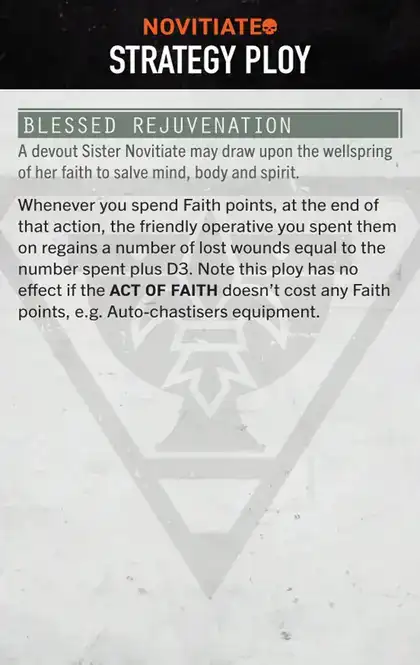 NOVITIATE
STRATEGY PLOY
BLESSED REJUVENATION
A devout Sister Novitiate may draw upon the wellspring
of her faith to salve mind, body and spirit.
Whenever you spend Faith points, at the end of
that action, the friendly operative you spent them
on regains a number of lost wounds equal to the
number spent plus D3. Note this ploy has no
effect if the ACT OF FAITH doesn’t cost any Faith
points, e.g. Auto-chastisers equipment.